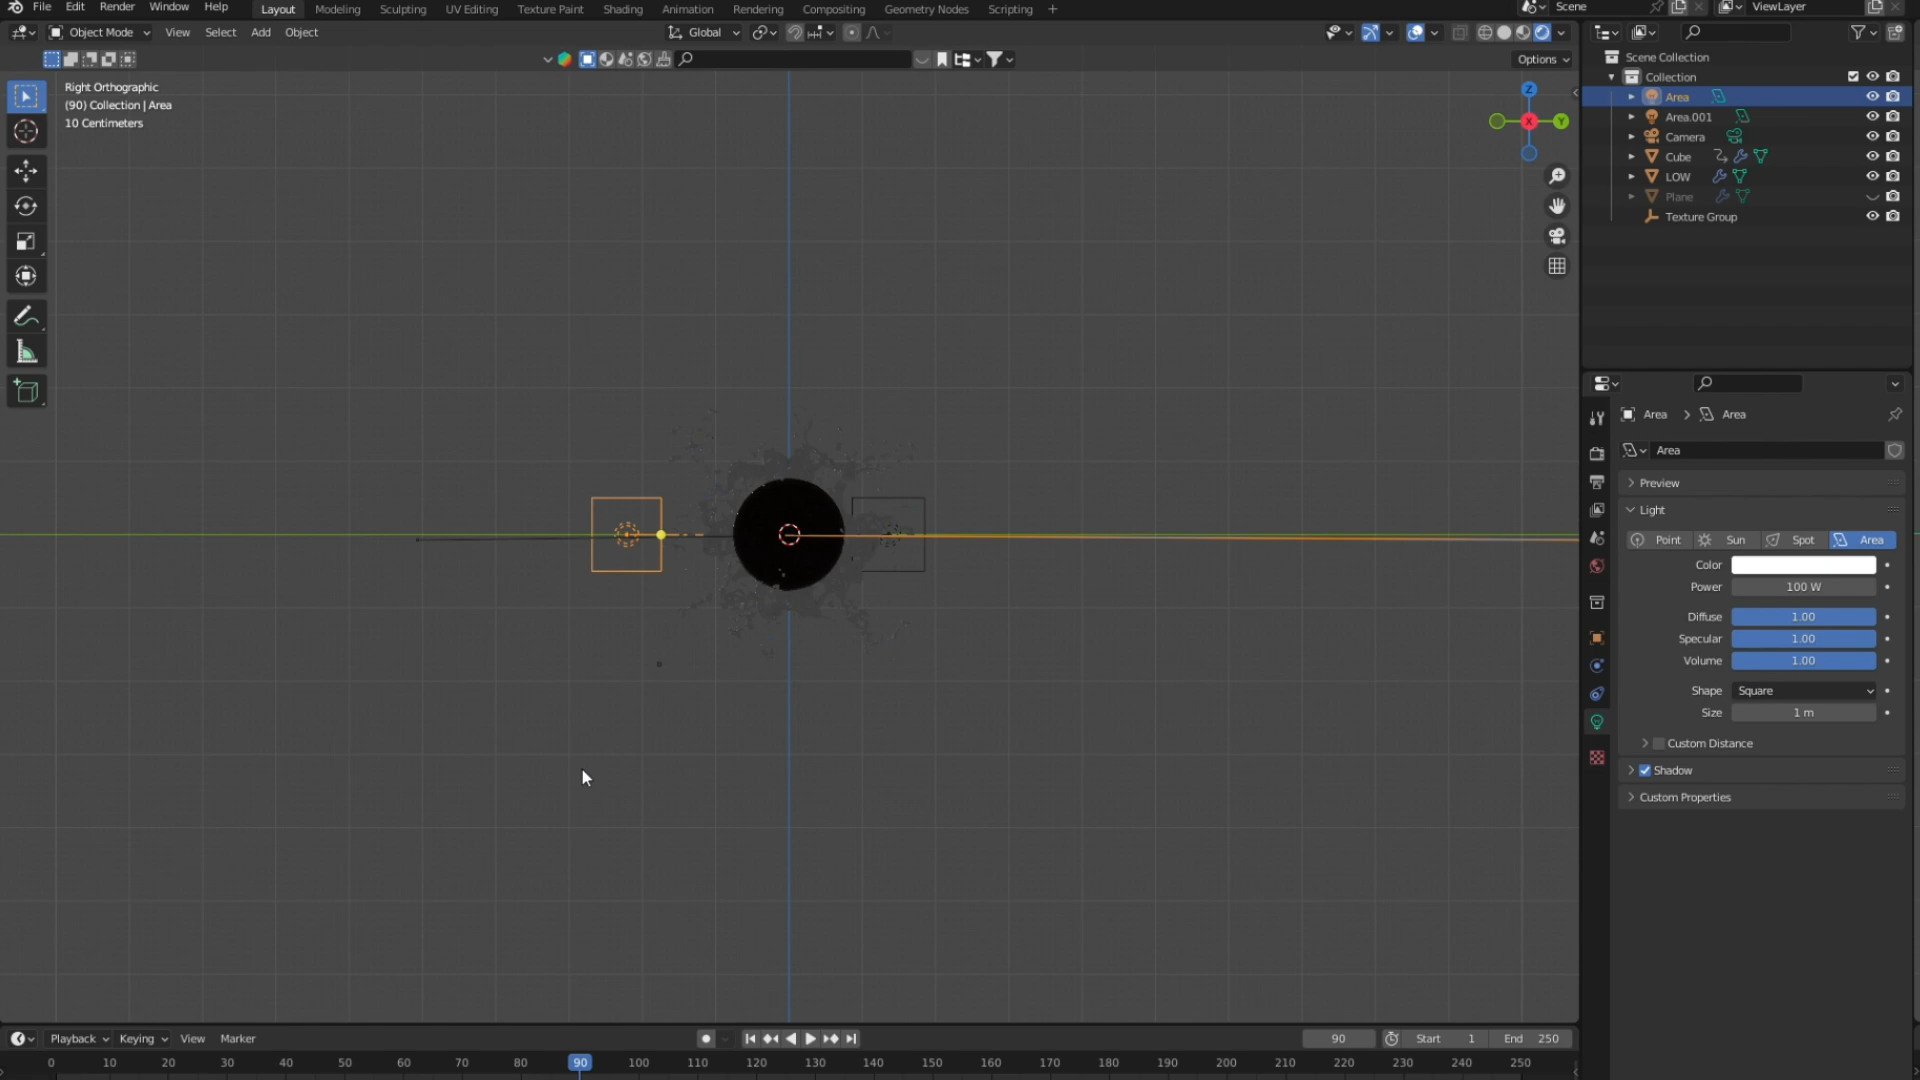 File Edit Render Window Help Layout Modeling Sculpting UV Editing Texture Paint Shading Animation Rendering Compositing Geometry Nodes Scripting + Scene ViewLayer
Object Mode View Select Add Object Global
Options
Right Orthographic
(90) Collection | Area
10 Centimeters
Z
X
Y
Scene Collection
Collection
Area
Area.001
Camera
Cube
LOW
Plane
Texture Group
Area > Area
Area
Preview
Light
Point Sun Spot Area
Color
Power 100 W
Diffuse 1.00
Specular 1.00
Volume 1.00
Shape Square
Size 1 m
Custom Distance
Shadow
Custom Properties
Playback Keying View Marker 90 Start 1 End 250
0 10 20 30 40 50 60 70 80 90 100 110 120 130 140 150 160 170 180 190 200 210 220 230 240 250